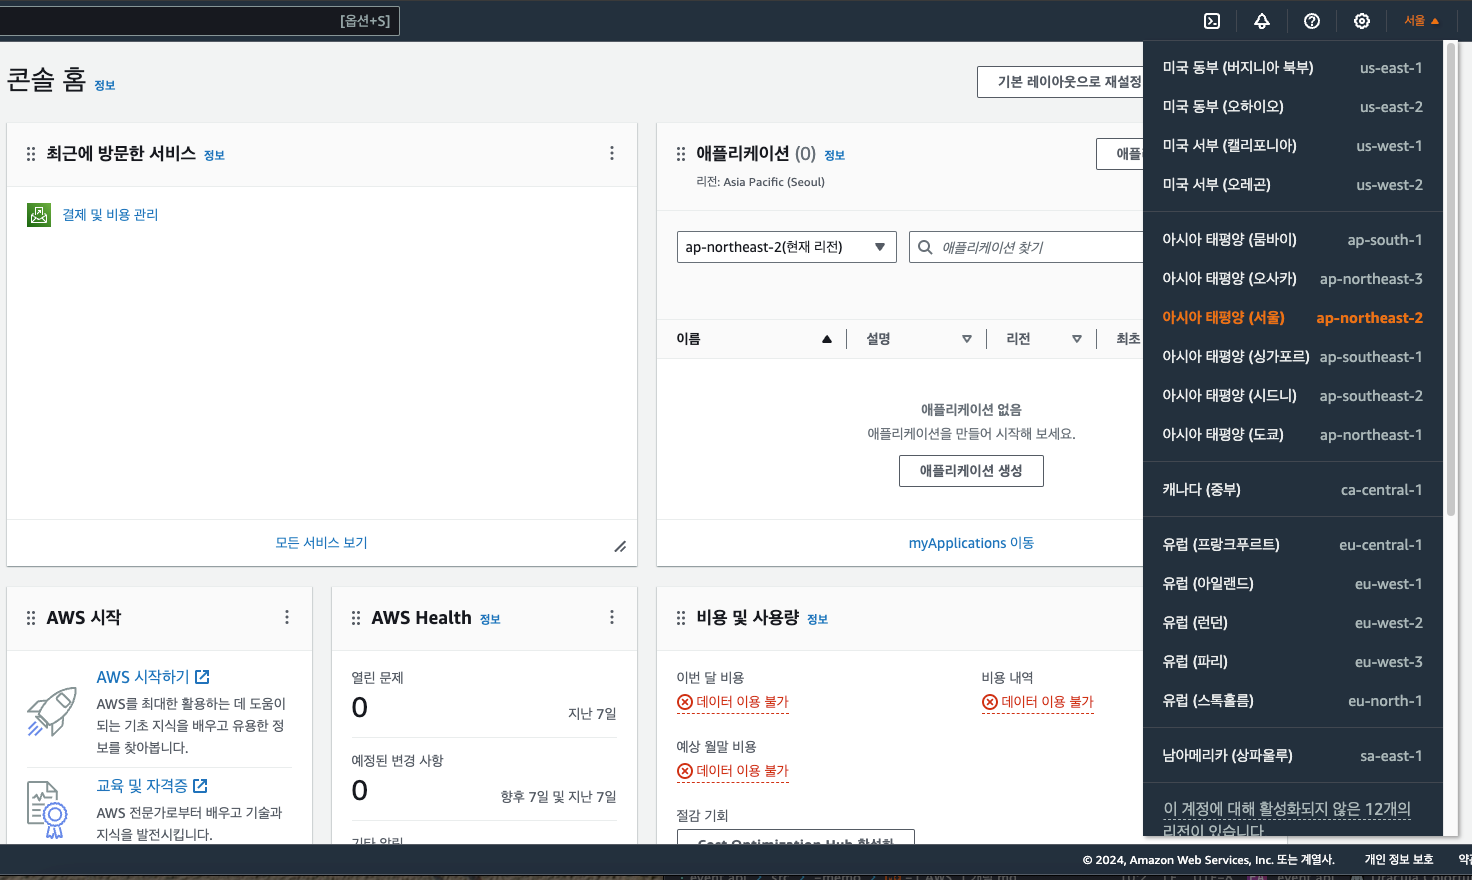 [옵션+S]
서울
콘솔 홈 정보
기본 레이아웃으로 재설정
최근에 방문한 서비스 정보
결제 및 비용 관리
모든 서비스 보기
애플리케이션 (0) 정보
리전: Asia Pacific (Seoul)
ap-northeast-2(현재 리전)
애플리케이션 찾기
이름 설명 리전 최초
애플리케이션 없음
애플리케이션을 만들어 시작해 보세요.
애플리케이션 생성
myApplications 이동
AWS 시작
AWS 시작하기
AWS를 최대한 활용하는 데 도움이
되는 기초 지식을 배우고 유용한 정
보를 찾아봅니다.
교육 및 자격증
AWS 전문가로부터 배우고 기술과
지식을 발전시킵니다.
AWS Health 정보
열린 문제
0 지난 7일
예정된 변경 사항
0 향후 7일 및 지난 7일
기타 알림
비용 및 사용량 정보
이번 달 비용
데이터 이용 불가
예상 월말 비용
데이터 이용 불가
절감 기회
Cost Optimization Hub 활성화
비용 내역
데이터 이용 불가
미국 동부 (버지니아 북부) us-east-1
미국 동부 (오하이오) us-east-2
미국 서부 (캘리포니아) us-west-1
미국 서부 (오레곤) us-west-2
아시아 태평양 (뭄바이) ap-south-1
아시아 태평양 (오사카) ap-northeast-3
아시아 태평양 (서울) ap-northeast-2
아시아 태평양 (싱가포르) ap-southeast-1
아시아 태평양 (시드니) ap-southeast-2
아시아 태평양 (도쿄) ap-northeast-1
캐나다 (중부) ca-central-1
유럽 (프랑크푸르트) eu-central-1
유럽 (아일랜드) eu-west-1
유럽 (런던) eu-west-2
유럽 (파리) eu-west-3
유럽 (스톡홀름) eu-north-1
남아메리카 (상파울루) sa-east-1
이 계정에 대해 활성화되지 않은 12개의
리전이 있습니다
© 2024, Amazon Web Services, Inc. 또는 계열사. 개인 정보 보호